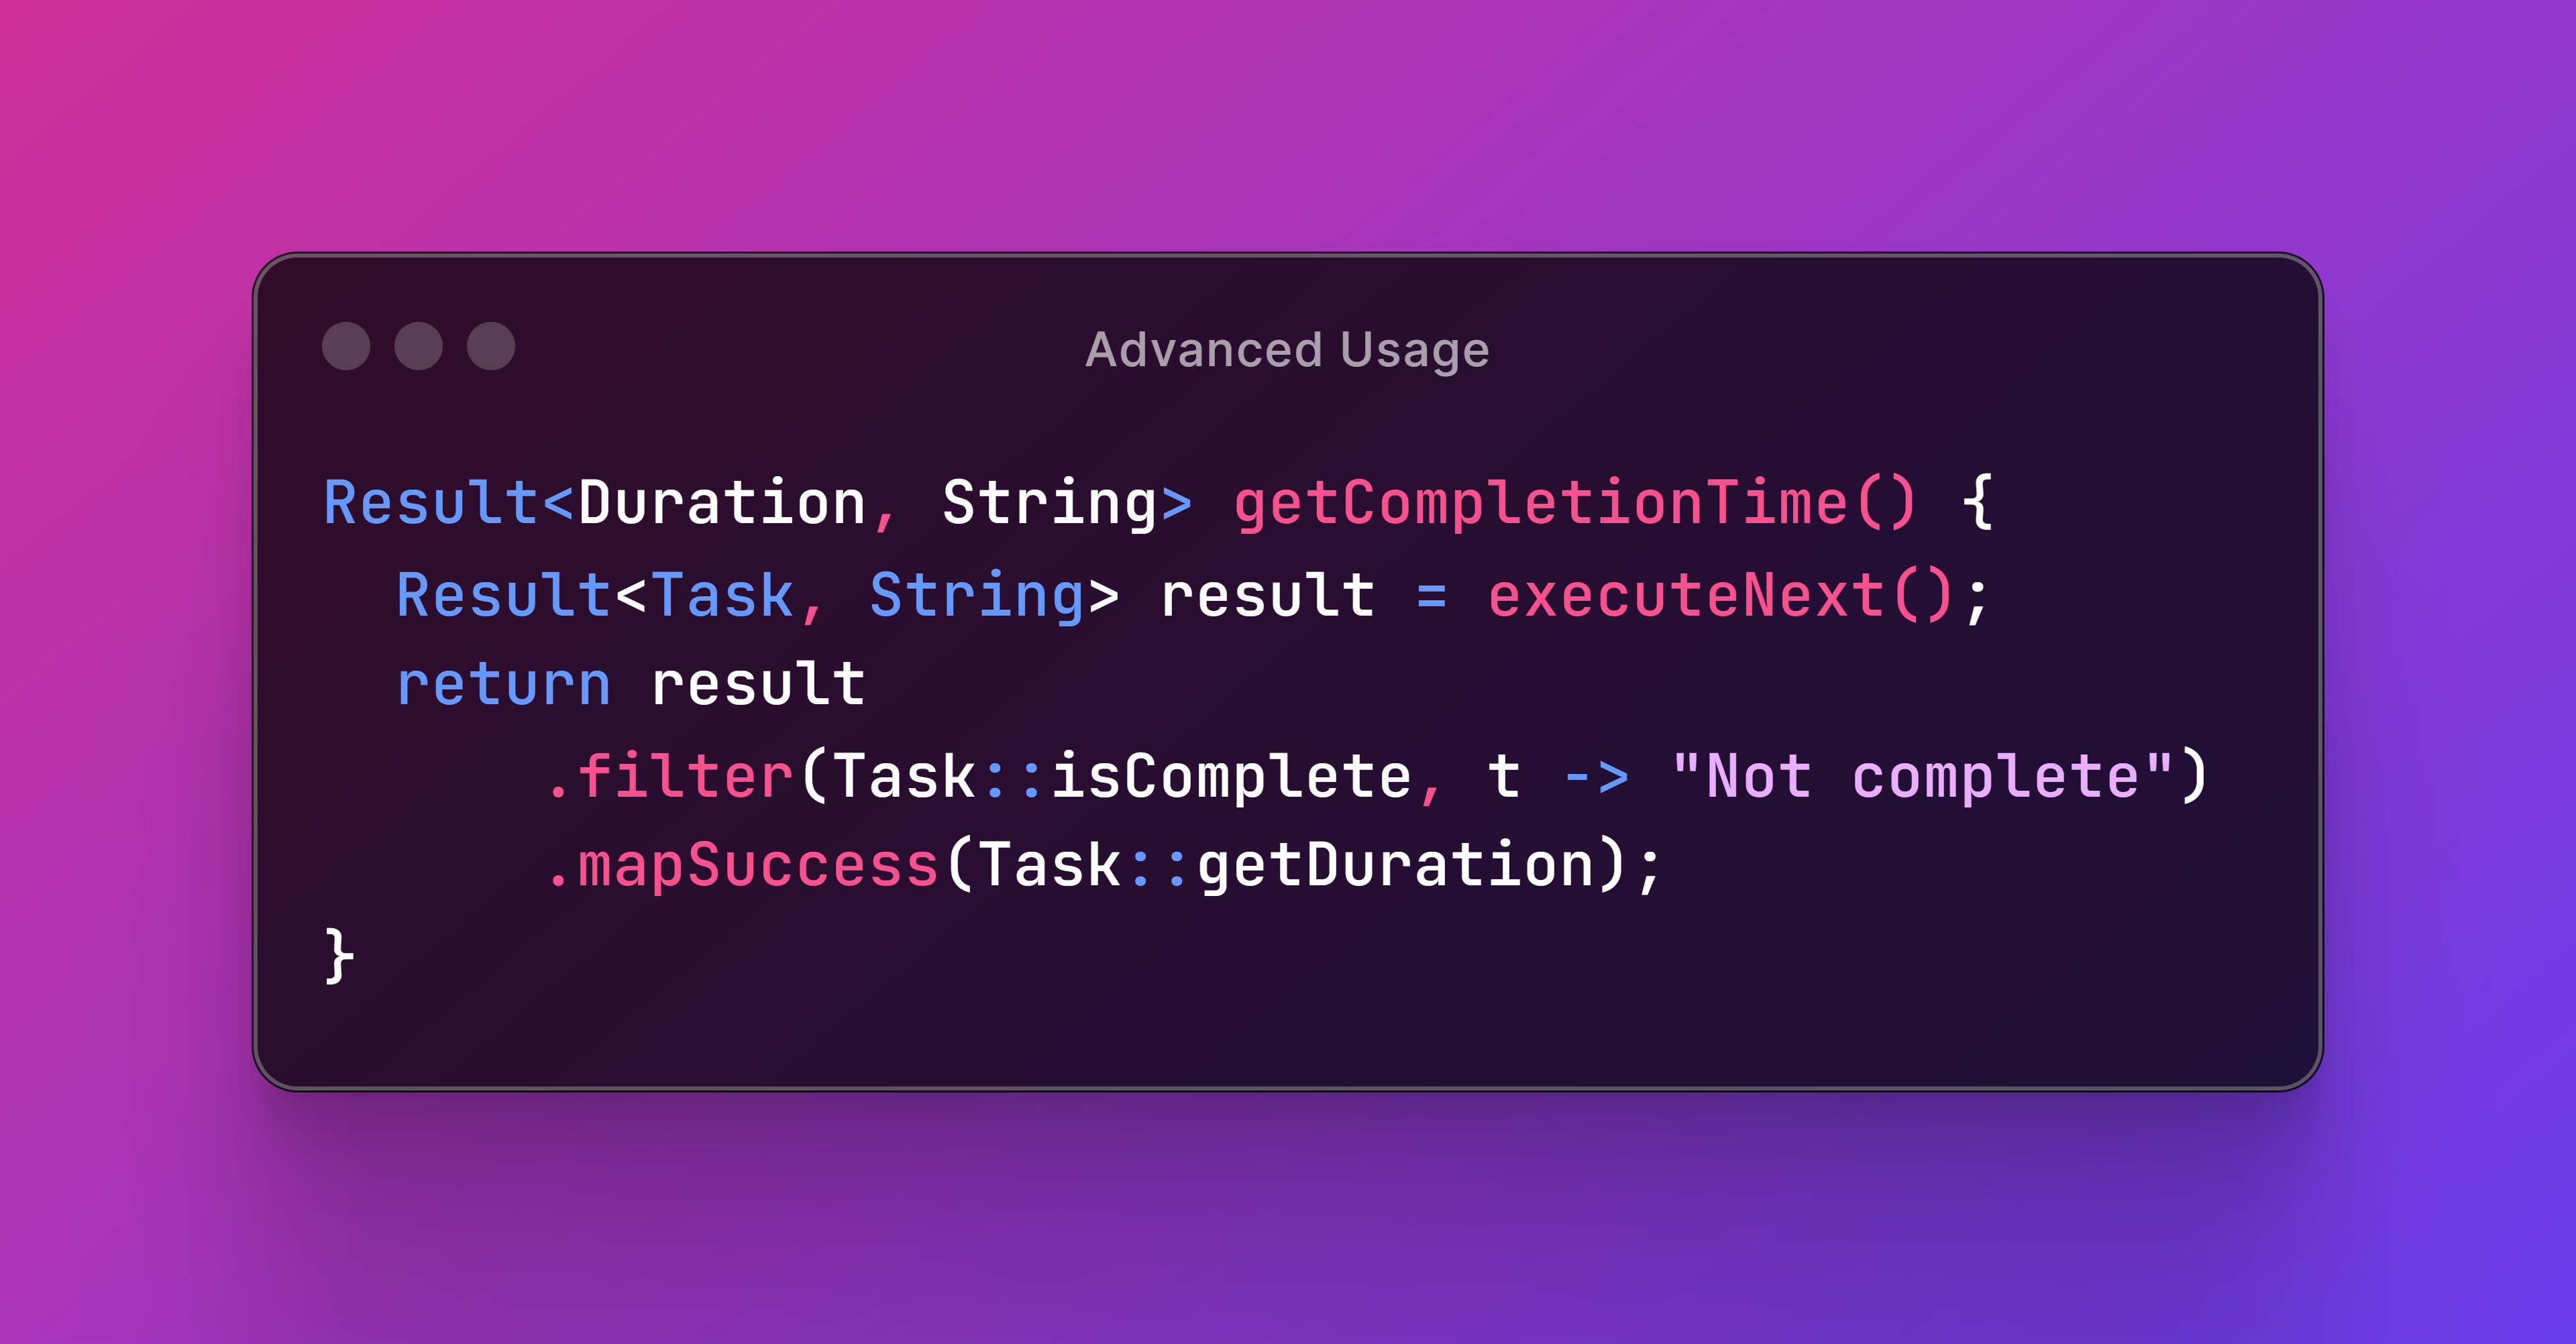 Advanced Usage
Result<Duration, String> getCompletionTime() {
  Result<Task, String> result = executeNext();
  return result
      .filter(Task::isComplete, t -> "Not complete")
      .mapSuccess(Task::getDuration);
}